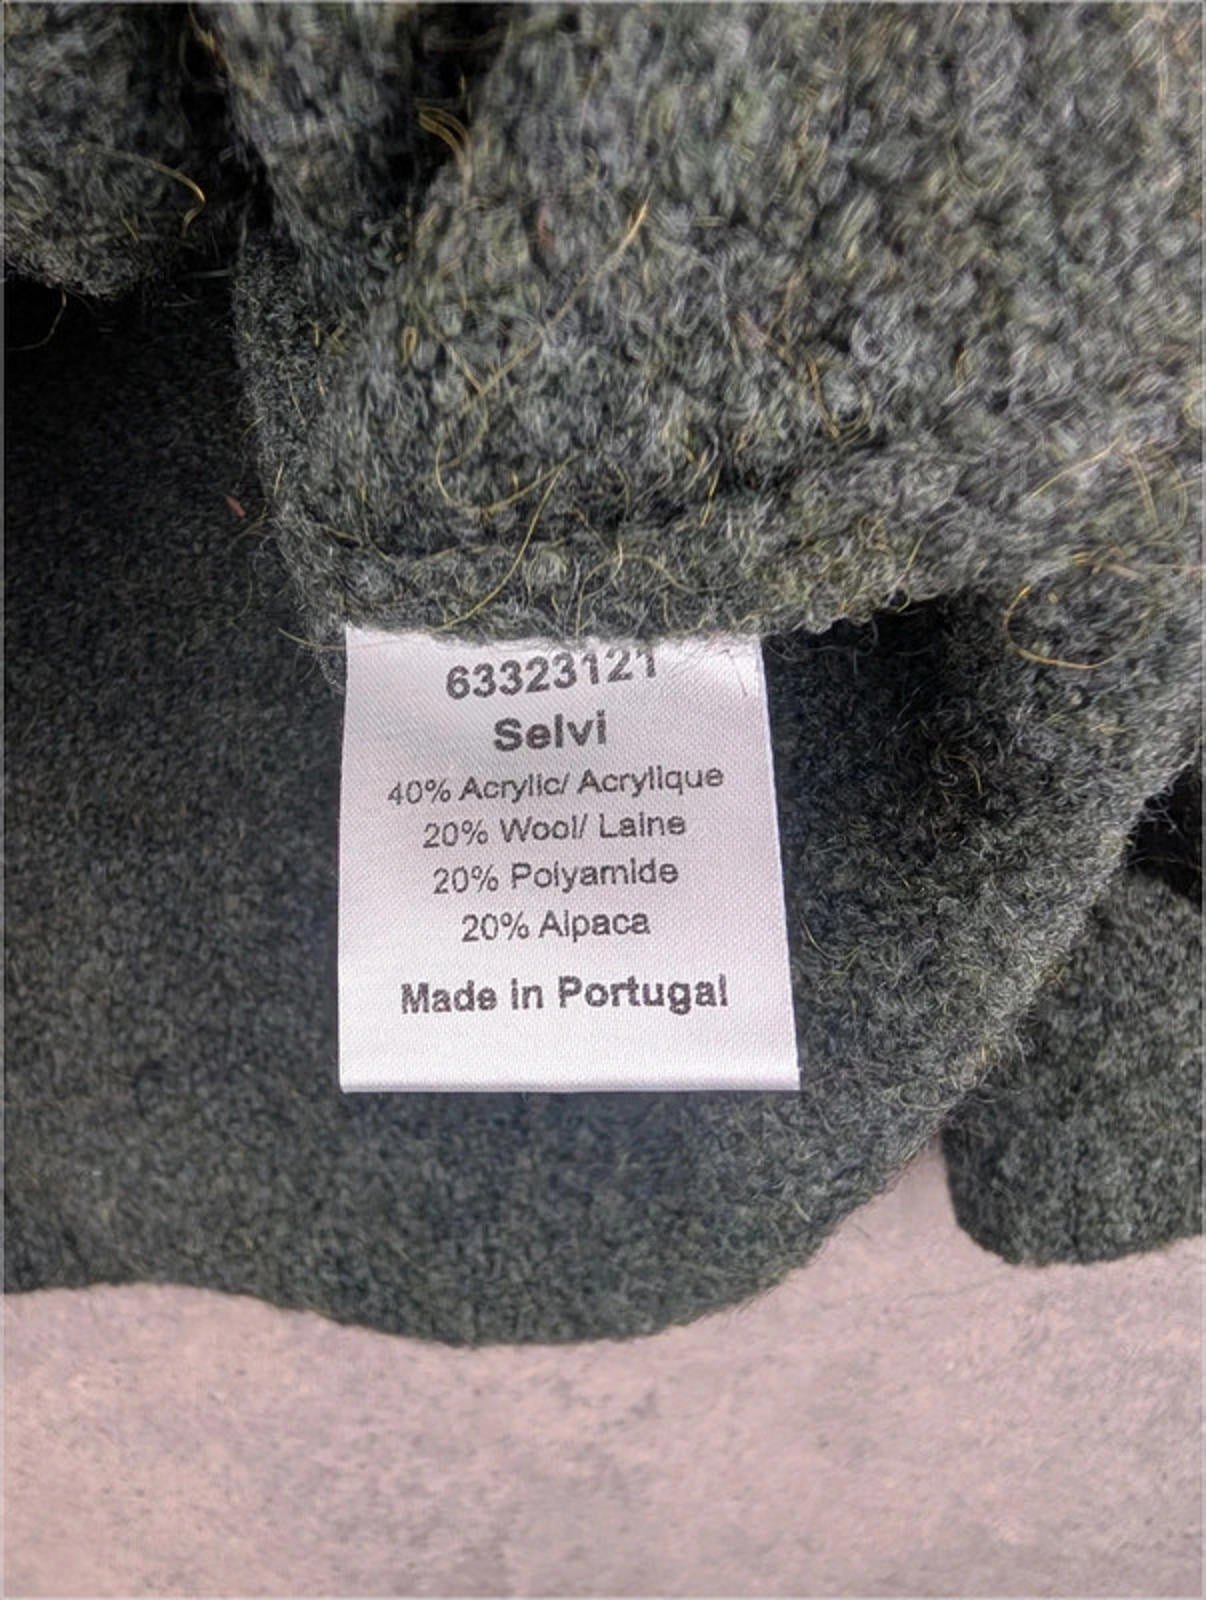 63323121
Selvi
40% Acrylic/ Acrylique
20% Wool/ Laine
20% Polyamide
20% Alpaca
Made in Portugal